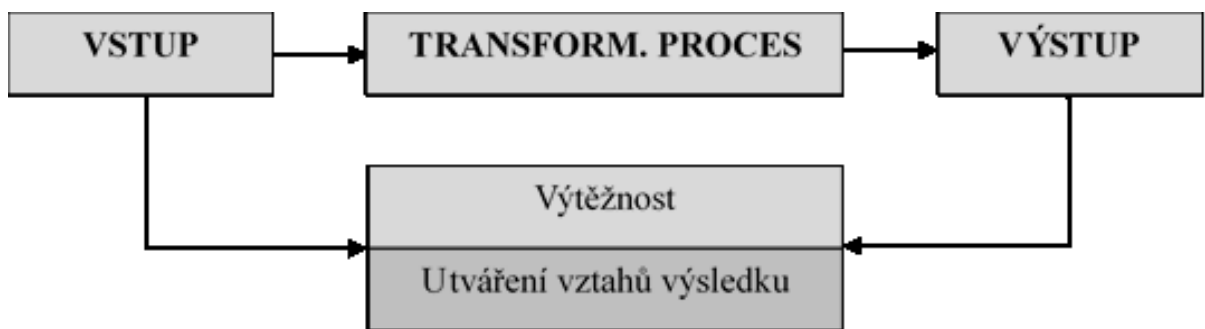 VSTUP
TRANSFORM. PROCES
VÝSTUP
Výtěžnost
Utváření vztahů výsledku